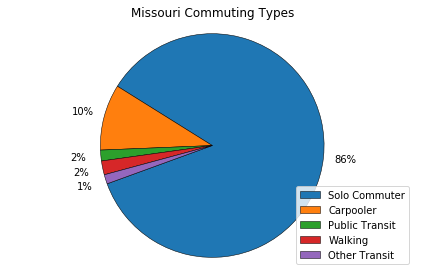 Missouri Commuting Types
10%
2%
2%
1%
86%
Solo Commuter
Carpooler
Public Transit
Walking
Other Transit